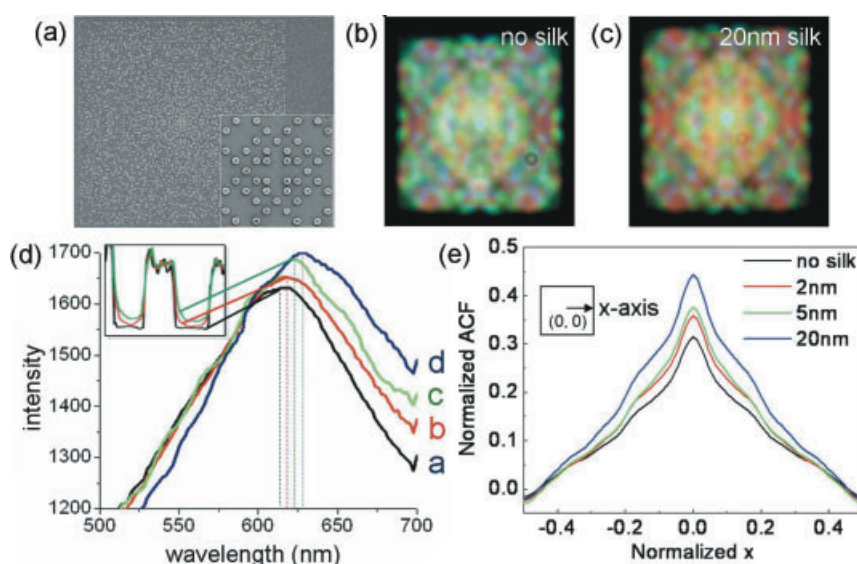 (a)
(b)
no silk
(c)
20nm silk
(d)
1700
1600
1500
1400
1300
1200
intensity
d
c
b
a
500
550
600
650
700
wavelength (nm)
(e)
0.5
0.4
0.3
0.2
0.1
0.0
Normalized ACF
x-axis
(0, 0)
no silk
2nm
5nm
20nm
-0.4
-0.2
0.0
0.2
0.4
Normalized x